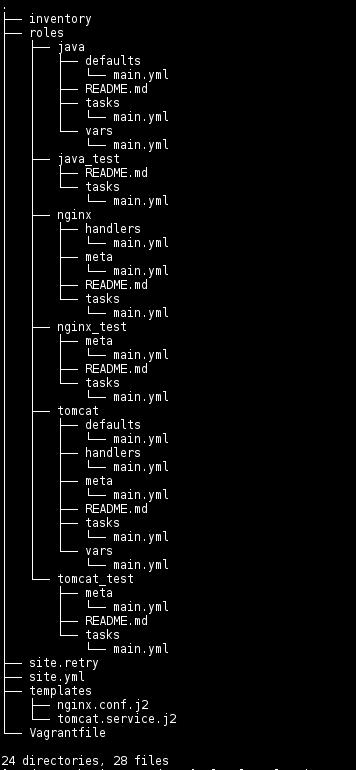 .
├── inventory
├── roles
│   ├── java
│   │   ├── defaults
│   │   │   └── main.yml
│   │   ├── README.md
│   │   ├── tasks
│   │   │   └── main.yml
│   │   └── vars
│   │       └── main.yml
│   ├── java_test
│   │   ├── README.md
│   │   └── tasks
│   │       └── main.yml
│   ├── nginx
│   │   ├── handlers
│   │   │   └── main.yml
│   │   ├── meta
│   │   │   └── main.yml
│   │   ├── README.md
│   │   └── tasks
│   │       └── main.yml
│   ├── nginx_test
│   │   ├── meta
│   │   │   └── main.yml
│   │   ├── README.md
│   │   └── tasks
│   │       └── main.yml
│   ├── tomcat
│   │   ├── defaults
│   │   │   └── main.yml
│   │   ├── handlers
│   │   │   └── main.yml
│   │   ├── meta
│   │   │   └── main.yml
│   │   ├── README.md
│   │   ├── tasks
│   │   │   └── main.yml
│   │   └── vars
│   │       └── main.yml
│   └── tomcat_test
│       ├── meta
│       │   └── main.yml
│       ├── README.md
│       └── tasks
│           └── main.yml
├── site.retry
├── site.yml
├── templates
│   ├── nginx.conf.j2
│   └── tomcat.service.j2
└── Vagrantfile

24 directories, 28 files